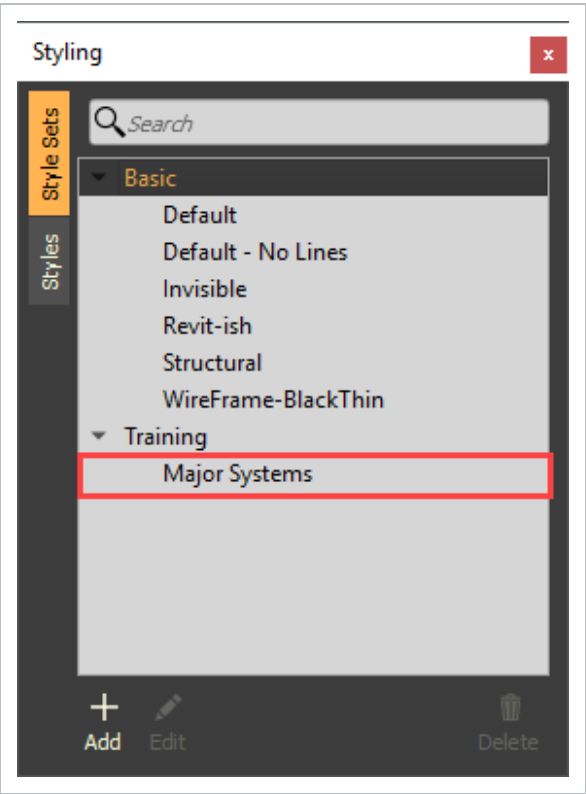 Styling
x
Style Sets
Styles
Search
Basic
Default
Default - No Lines
Invisible
Revit-ish
Structural
WireFrame-BlackThin
Training
Major Systems
Add
Edit
Delete